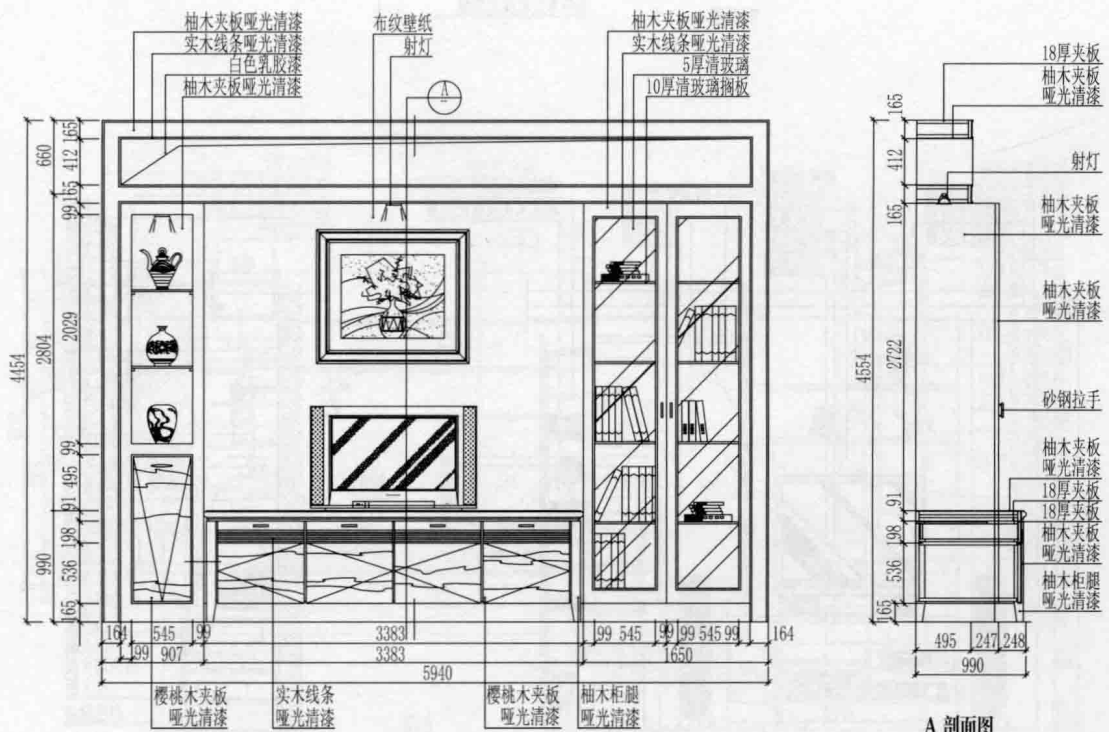 柚木夹板哑光清漆
实木线条哑光清漆
白色乳胶漆
柚木夹板哑光清漆
布纹壁纸
射灯
A
柚木夹板哑光清漆
实木线条哑光清漆
5厚清玻璃
10厚清玻璃搁板
4454
660
2804
990
165
412
165
99
2029
99
495
91
198
536
165
164 545 99 3383 99 545 99 99 545 99 164
99 907 3383 1650
5940
樱桃木夹板
哑光清漆
实木线条
哑光清漆
樱桃木夹板
哑光清漆
柚木柜腿
哑光清漆
4554
165
412
165
2722
91
198
536
165
18厚夹板
柚木夹板
哑光清漆
射灯
柚木夹板
哑光清漆
柚木夹板
哑光清漆
砂钢拉手
柚木夹板
哑光清漆
18厚夹板
18厚夹板
柚木夹板
哑光清漆
柚木柜腿
哑光清漆
495 247 248
990
A 剖面图